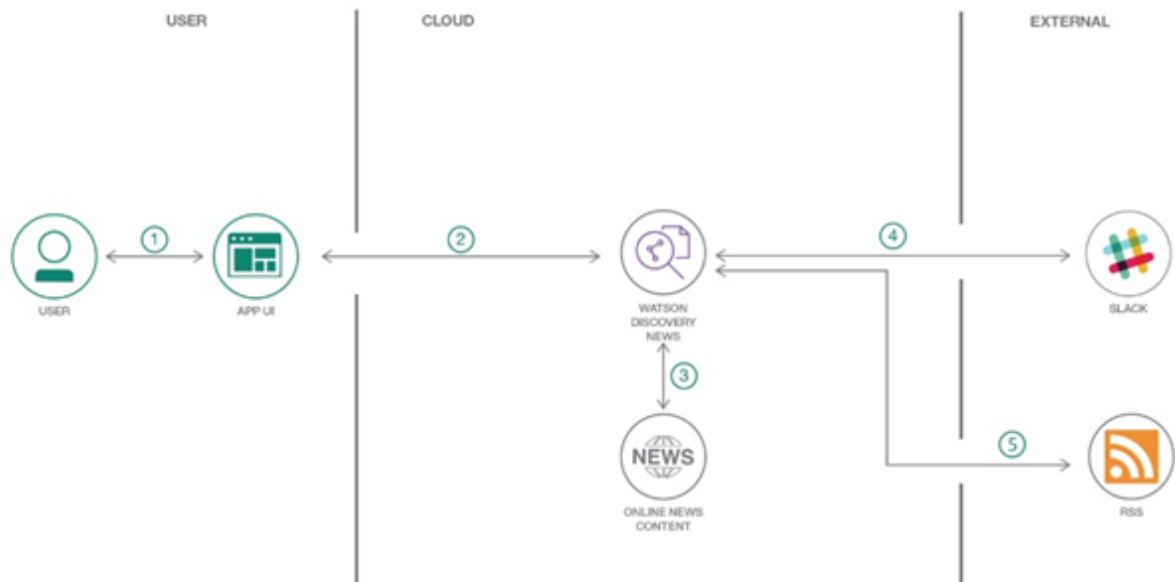 USER
CLOUD
EXTERNAL
1
2
4
USER
APP UI
WATSON
DISCOVERY
NEWS
SLACK
3
NEWS
ONLINE NEWS
CONTENT
5
RSS